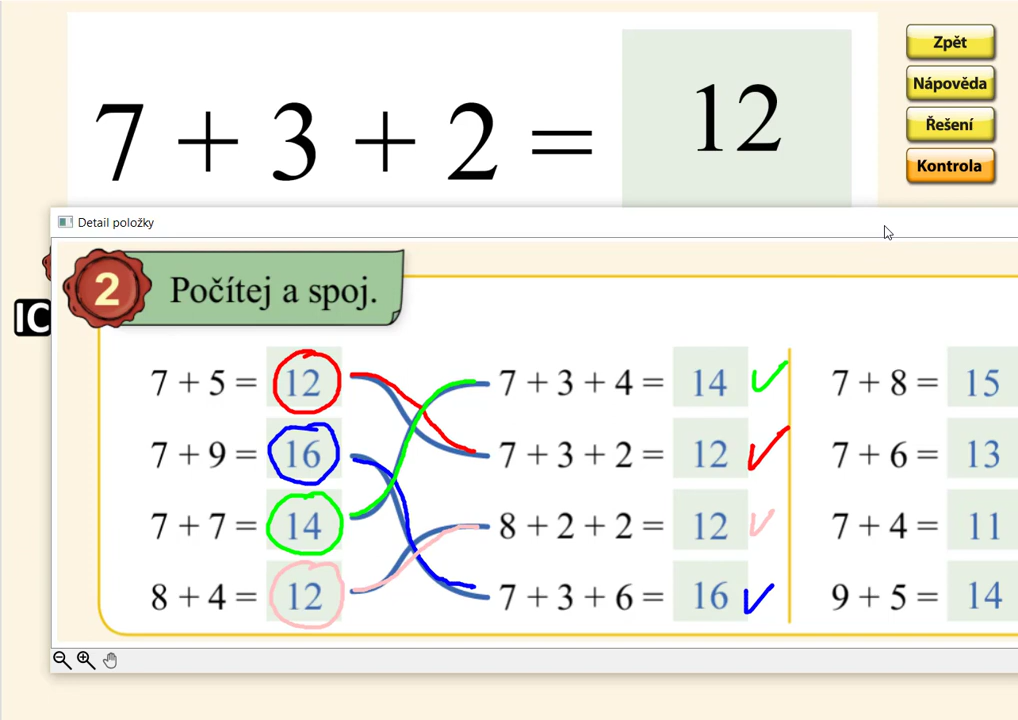 7 + 3 + 2 = 12
Zpět
Nápověda
Řešení
Kontrola
Detail položky
IC
2 Počítej a spoj.
7 + 5 = 12
7 + 9 = 16
7 + 7 = 14
8 + 4 = 12
7 + 3 + 4 = 14
7 + 3 + 2 = 12
8 + 2 + 2 = 12
7 + 3 + 6 = 16
7 + 8 = 15
7 + 6 = 13
7 + 4 = 11
9 + 5 = 14